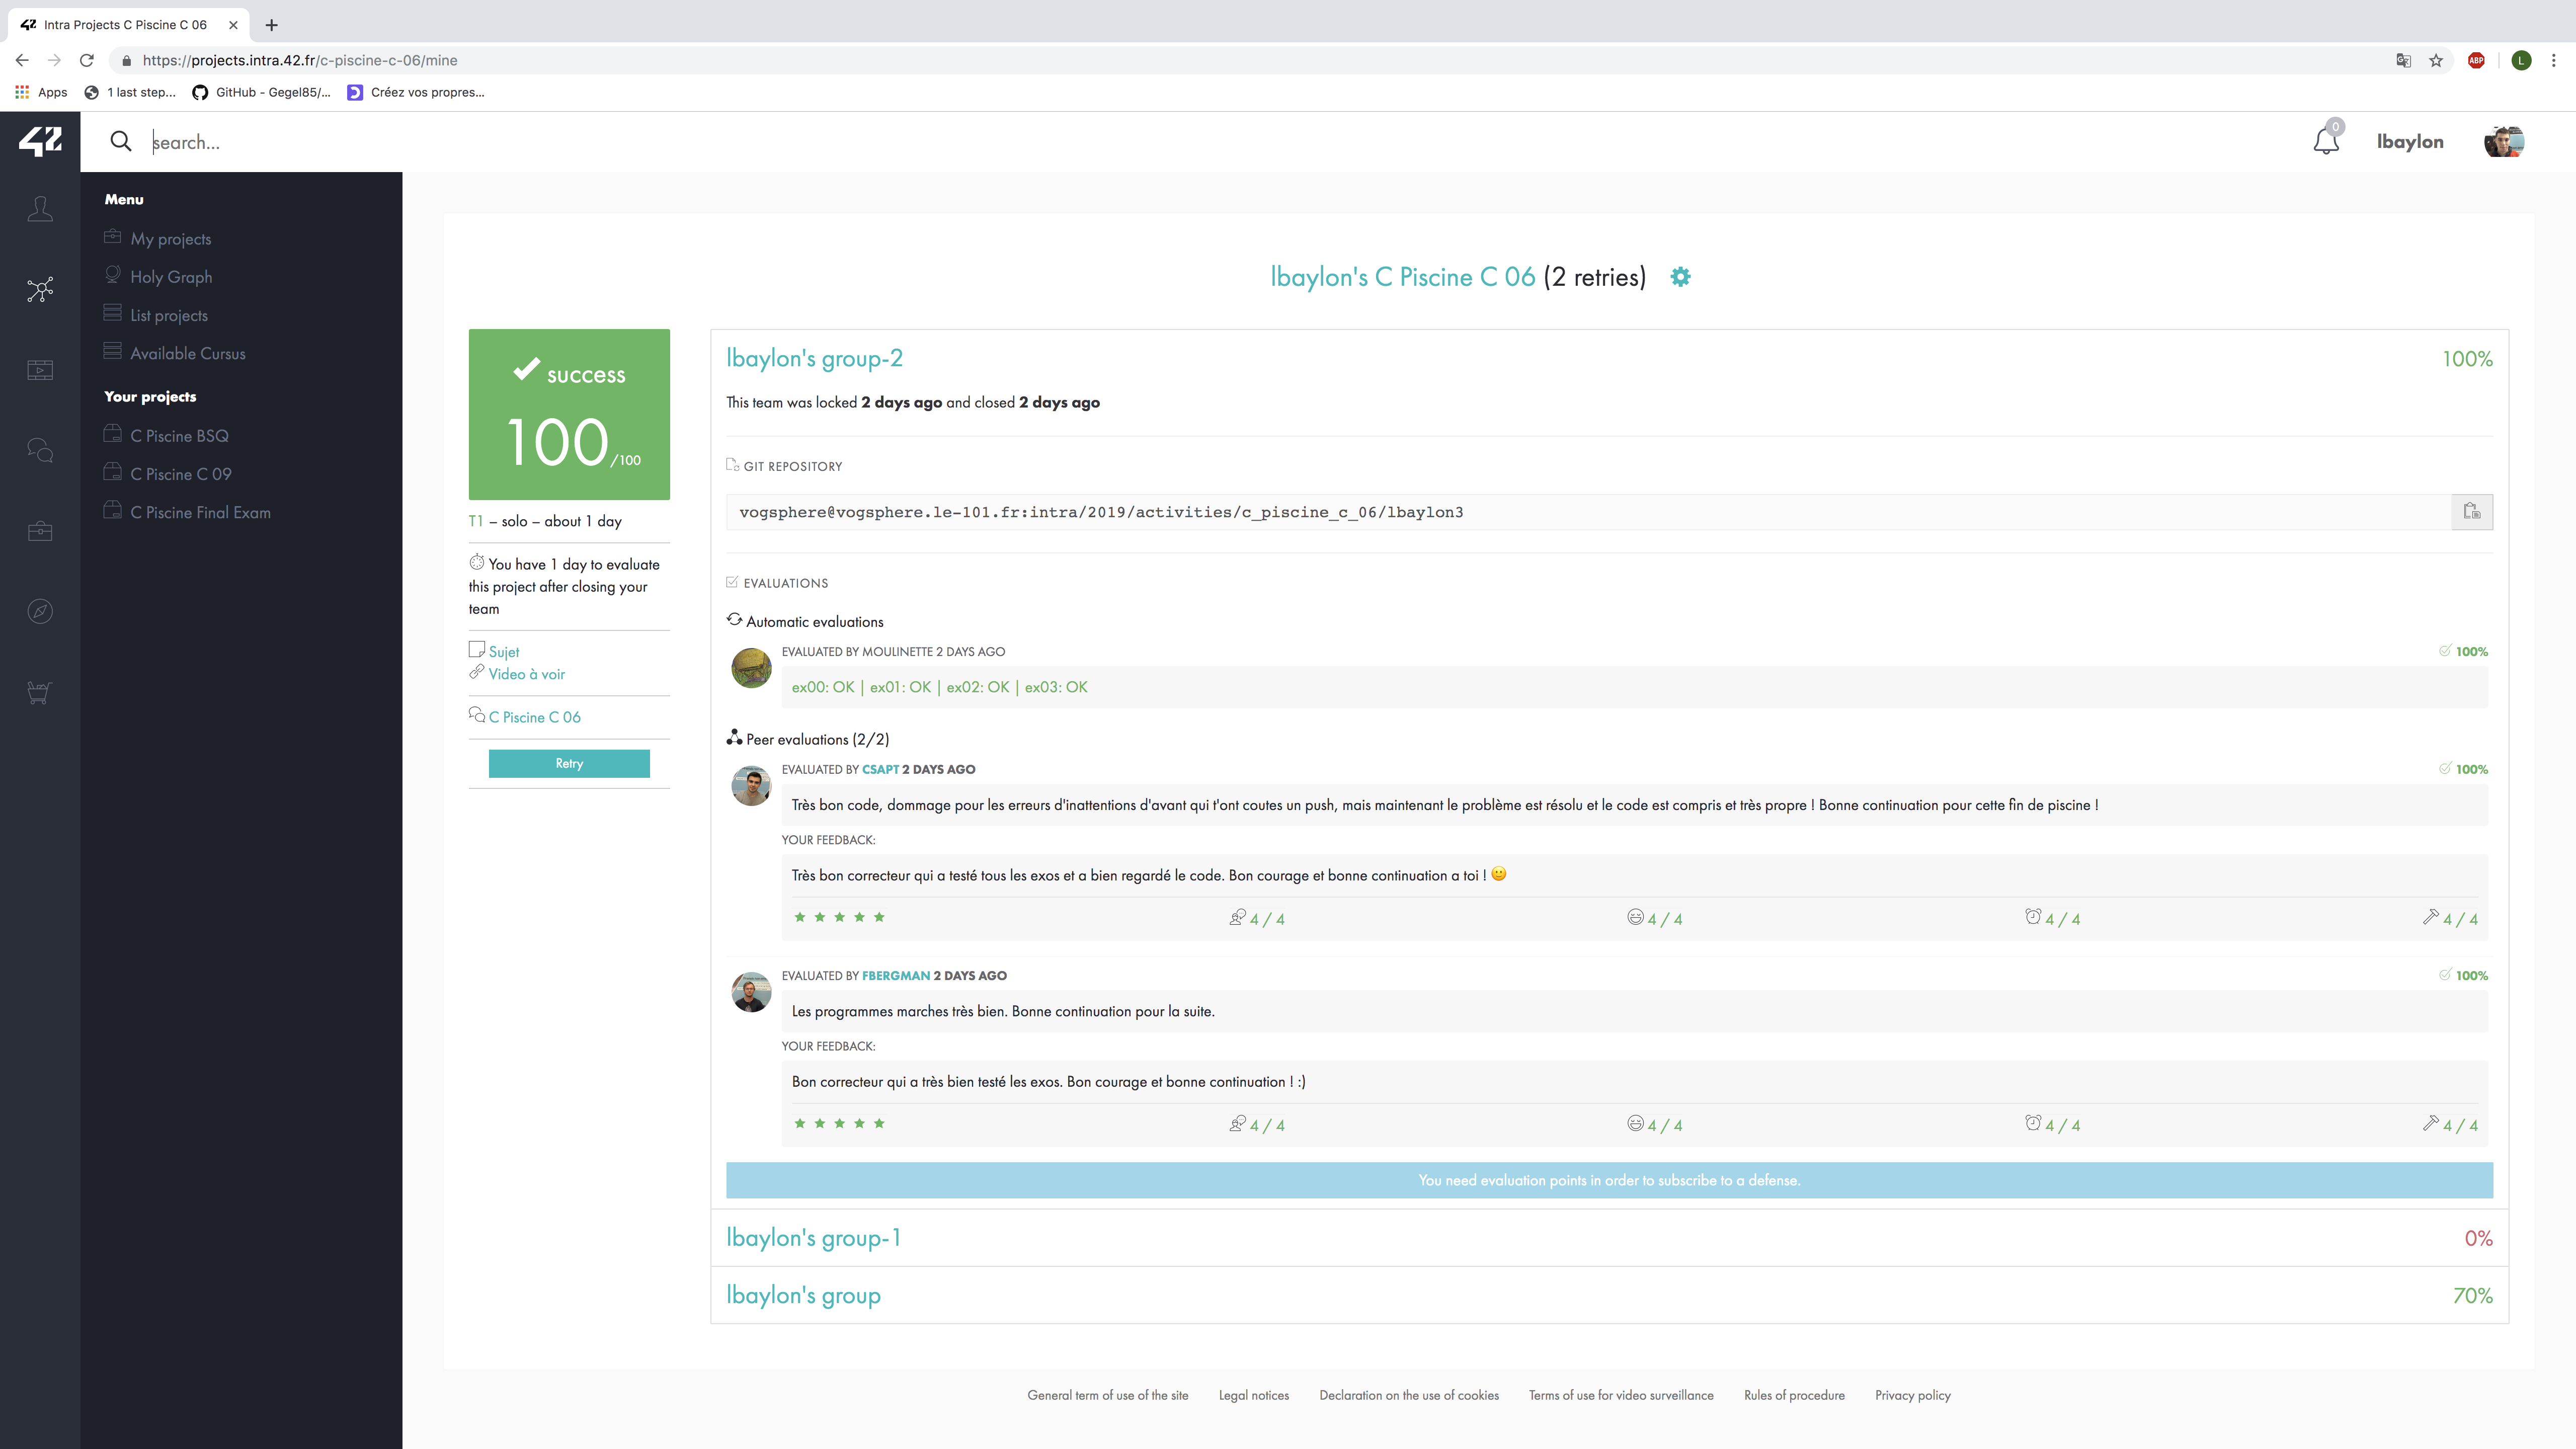 Intra Projects C Piscine C 06
https://projects.intra.42.fr/c-piscine-c-06/mine
ABP
L
Apps
1 last step...
GitHub - Gegel85/...
Créez vos propres...
42
search...
0
lbaylon
Menu
My projects
Holy Graph
List projects
Available Cursus
Your projects
C Piscine BSQ
C Piscine C 09
C Piscine Final Exam
lbaylon's C Piscine C 06 (2 retries)
success
100/100
T1 – solo – about 1 day
You have 1 day to evaluate
this project after closing your
team
Sujet
Video à voir
C Piscine C 06
Retry
lbaylon's group-2
100%
This team was locked 2 days ago and closed 2 days ago
GIT REPOSITORY
vogsphere@vogsphere.le-101.fr:intra/2019/activities/c_piscine_c_06/lbaylon3
EVALUATIONS
Automatic evaluations
EVALUATED BY MOULINETTE 2 DAYS AGO
100%
ex00: OK | ex01: OK | ex02: OK | ex03: OK
Peer evaluations (2/2)
EVALUATED BY CSAPT 2 DAYS AGO
100%
Très bon code, dommage pour les erreurs d'inattentions d'avant qui t'ont coutes un push, mais maintenant le problème est résolu et le code est compris et très propre ! Bonne continuation pour cette fin de piscine !
YOUR FEEDBACK:
Très bon correcteur qui a testé tous les exos et a bien regardé le code. Bon courage et bonne continuation a toi ! 🙂
★ ★ ★ ★ ★ 4 / 4 4 / 4 4 / 4 4 / 4
EVALUATED BY FBERGMAN 2 DAYS AGO
100%
Les programmes marches très bien. Bonne continuation pour la suite.
YOUR FEEDBACK:
Bon correcteur qui a très bien testé les exos. Bon courage et bonne continuation ! :)
★ ★ ★ ★ ★ 4 / 4 4 / 4 4 / 4 4 / 4
You need evaluation points in order to subscribe to a defense.
lbaylon's group-1
0%
lbaylon's group
70%
General term of use of the site Legal notices Declaration on the use of cookies Terms of use for video surveillance Rules of procedure Privacy policy